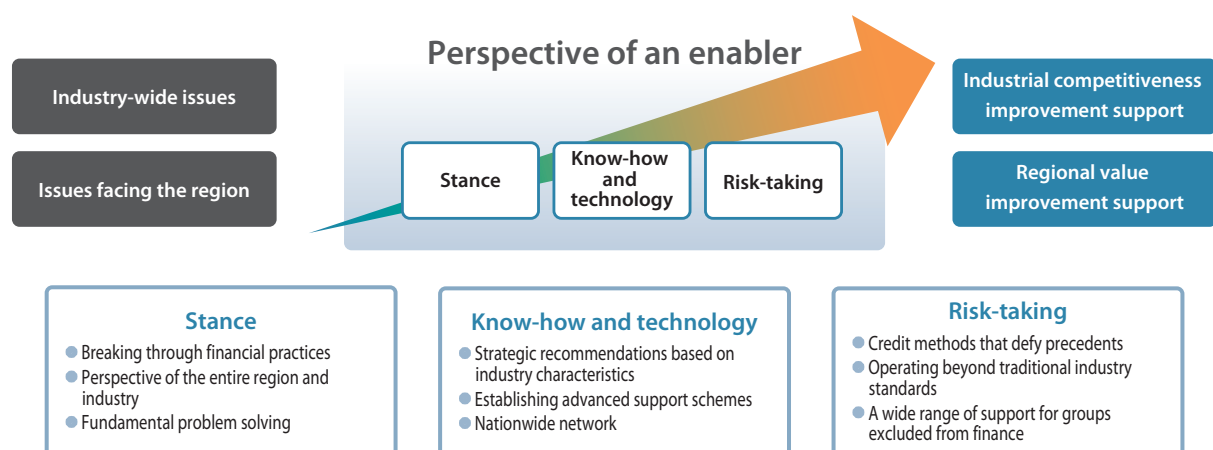 Perspective of an enabler
Industry-wide issues
Issues facing the region
Stance
Know-how
and
technology
Risk-taking
Industrial competitiveness
improvement support
Regional value
improvement support
Stance
● Breaking through financial practices
● Perspective of the entire region and
industry
● Fundamental problem solving
Know-how and technology
● Strategic recommendations based on
industry characteristics
● Establishing advanced support schemes
● Nationwide network
Risk-taking
● Credit methods that defy precedents
● Operating beyond traditional industry
standards
● A wide range of support for groups
excluded from finance